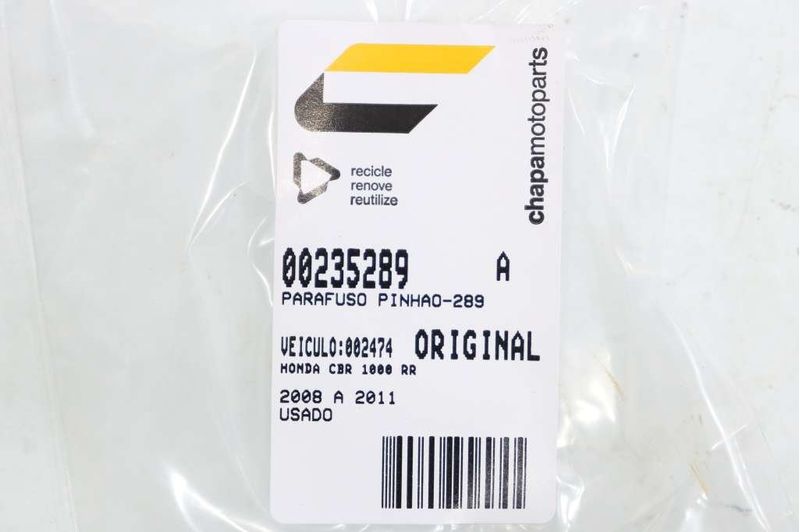 chapamotoparts
recicle
renove
reutilize
00235289 A
PARAFUSO PINHAO-289
VEICULO:002474 ORIGINAL
HONDA CBR 1000 RR
2008 A 2011
USADO